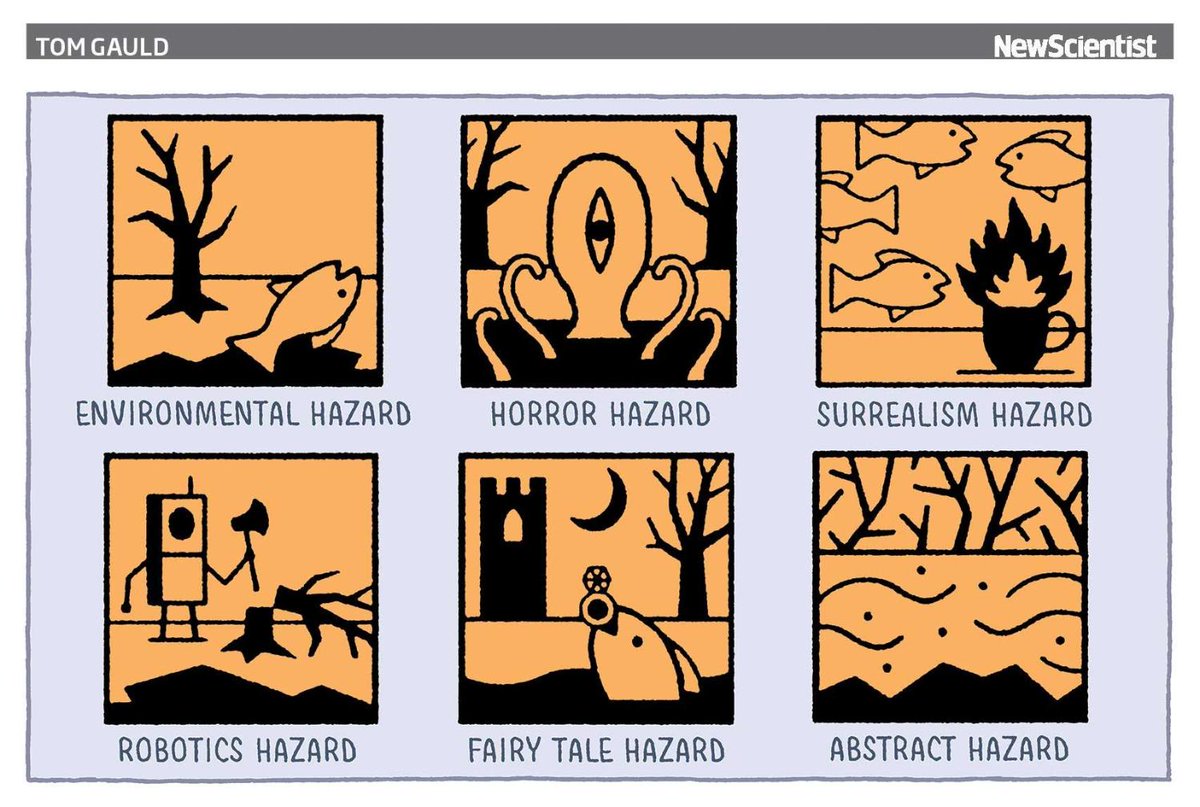 TOM GAULD
NewScientist
ENVIRONMENTAL HAZARD
HORROR HAZARD
SURREALISM HAZARD
ROBOTICS HAZARD
FAIRY TALE HAZARD
ABSTRACT HAZARD